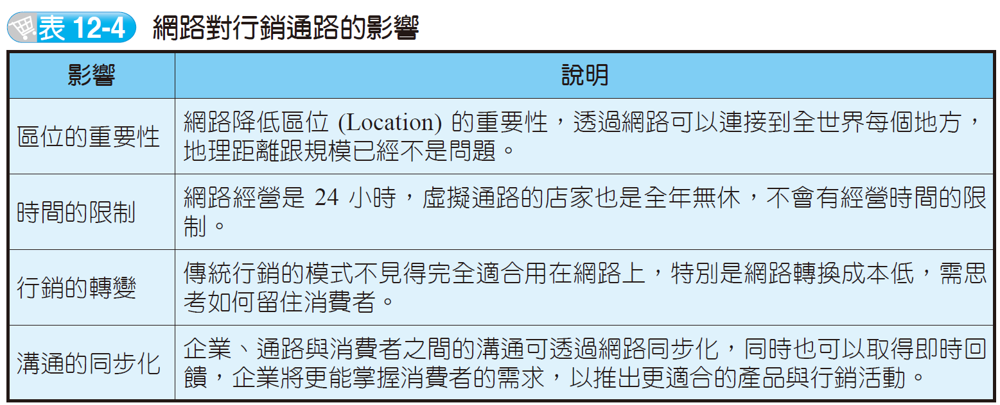 表 12-4 網路對行銷通路的影響
影響 說明
區位的重要性
網路降低區位 (Location) 的重要性，透過網路可以連接到全世界每個地方，
地理距離跟規模已經不是問題。
時間的限制
網路經營是 24 小時，虛擬通路的店家也是全年無休，不會有經營時間的限
制。
行銷的轉變
傳統行銷的模式不見得完全適合用在網路上，特別是網路轉換成本低，需思
考如何留住消費者。
溝通的同步化
企業、通路與消費者之間的溝通可透過網路同步化，同時也可以取得即時回
饋，企業將更能掌握消費者的需求，以推出更適合的產品與行銷活動。